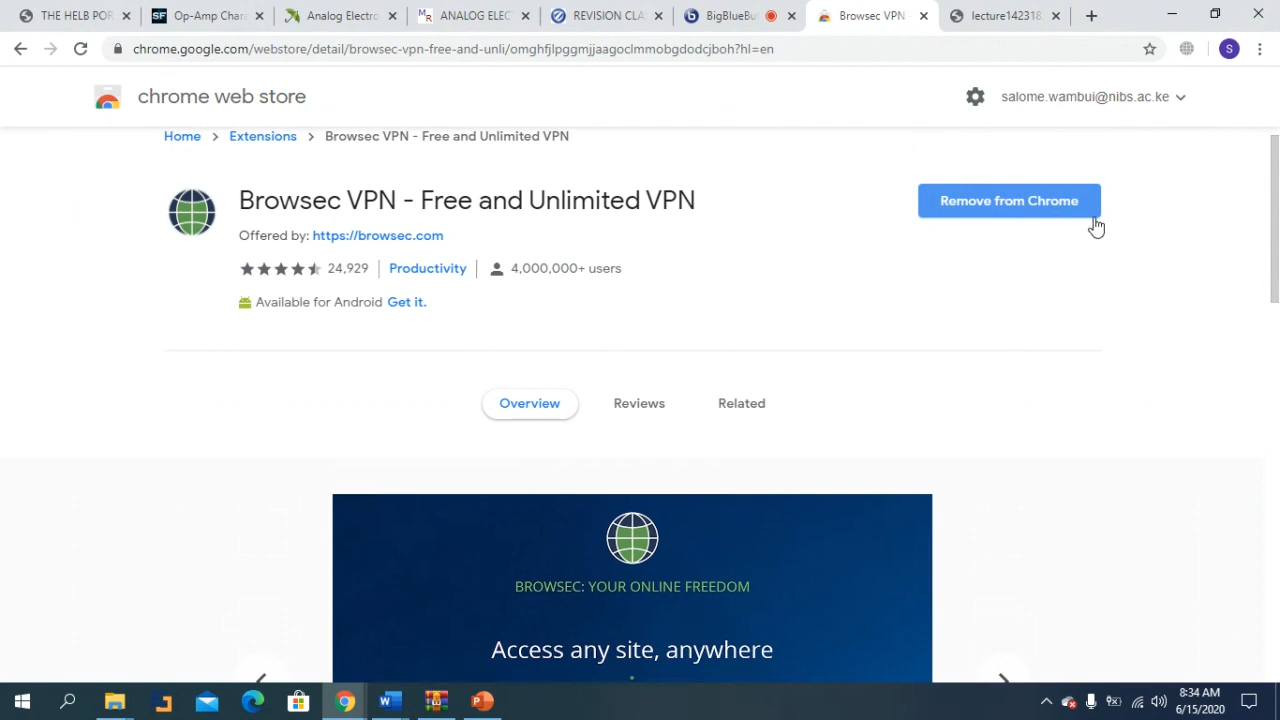 THE HELB POR
Op-Amp Cha
Analog Electro
ANALOG ELEC
REVISION CLA
BigBlueBu
Browsec VPN -
lecture142318
chrome.google.com/webstore/detail/browsec-vpn-free-and-unli/omghfjlpggmjjaagoclmmobgdodcjboh?hl=en
S
chrome web store
salome.wambui@nibs.ac.ke
Home
Extensions
Browsec VPN - Free and Unlimited VPN
Browsec VPN - Free and Unlimited VPN
Remove from Chrome
Offered by: https://browsec.com
24,929
Productivity
4,000,000+ users
Available for Android Get it.
Overview
Reviews
Related
BROWSEC: YOUR ONLINE FREEDOM
Access any site, anywhere
8:34 AM
6/15/2020